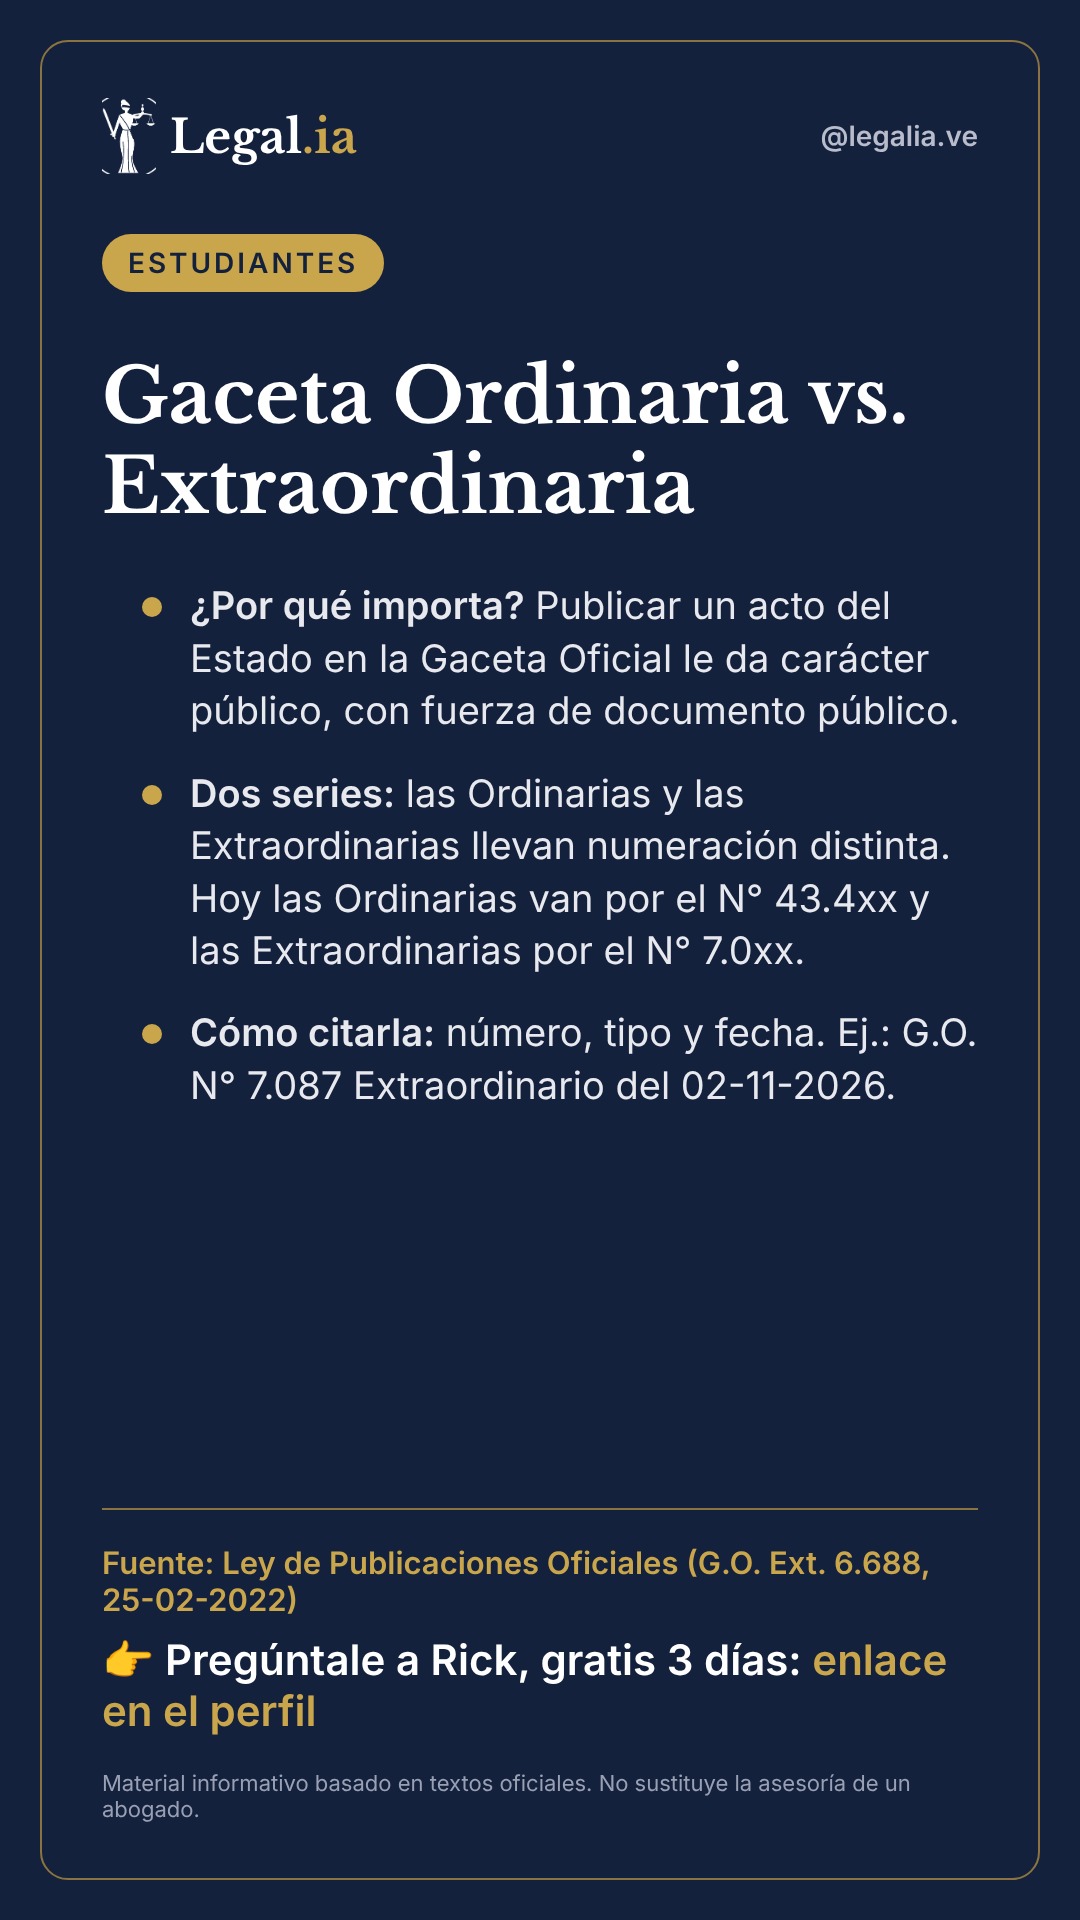 Legal.ia
@legalia.ve
ESTUDIANTES
Gaceta Ordinaria vs.
Extraordinaria
¿Por qué importa? Publicar un acto del
Estado en la Gaceta Oficial le da carácter
público, con fuerza de documento público.
Dos series: las Ordinarias y las
Extraordinarias llevan numeración distinta.
Hoy las Ordinarias van por el N° 43.4xx y
las Extraordinarias por el N° 7.0xx.
Cómo citarla: número, tipo y fecha. Ej.: G.O.
N° 7.087 Extraordinario del 02-11-2026.
Fuente: Ley de Publicaciones Oficiales (G.O. Ext. 6.688,
25-02-2022)
👉 Pregúntale a Rick, gratis 3 días: enlace
en el perfil
Material informativo basado en textos oficiales. No sustituye la asesoría de un
abogado.